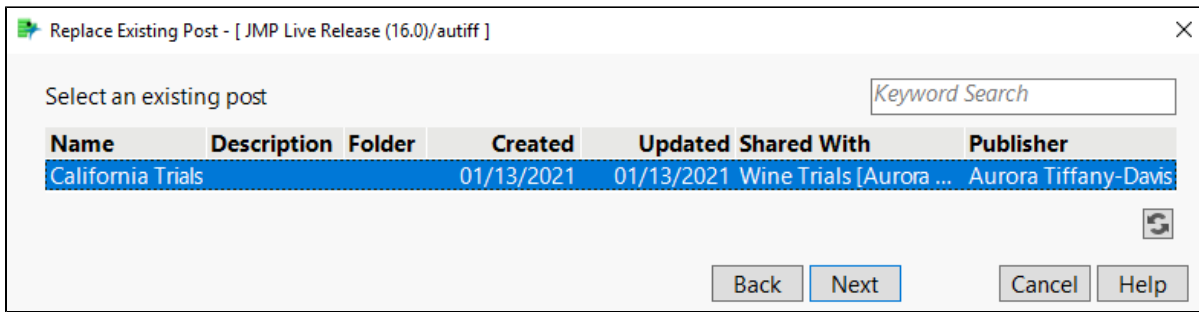 Replace Existing Post - [ JMP Live Release (16.0)/autiff ]
Select an existing post
Keyword Search
Name Description Folder Created Updated Shared With Publisher
California Trials 01/13/2021 01/13/2021 Wine Trials [Aurora ... Aurora Tiffany-Davis
Back Next Cancel Help